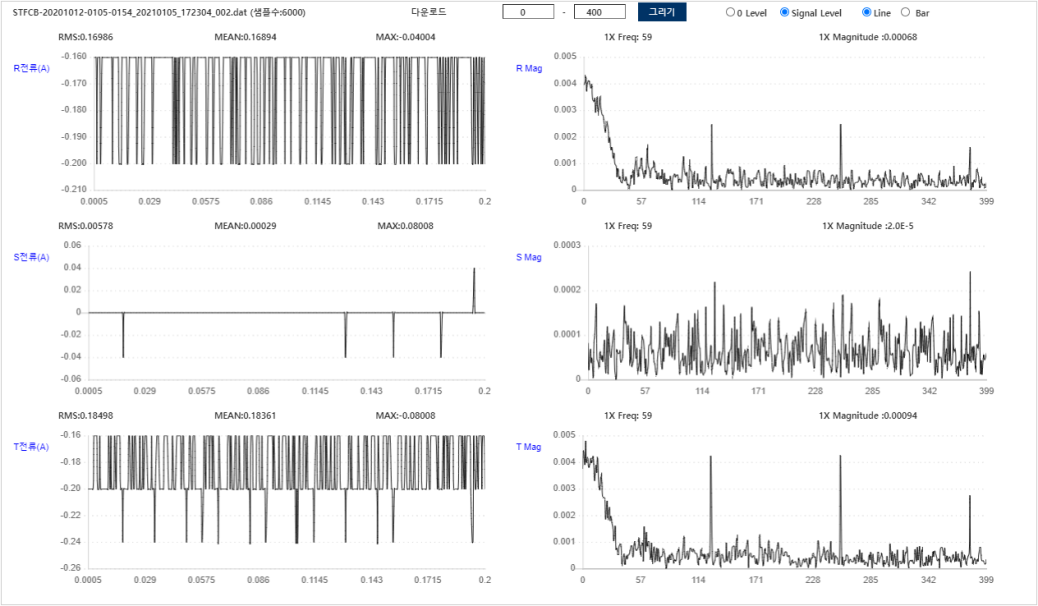 STFCB-20201012-0105-0154_20210105_172304_002.dat (샘플수:6000) 다운로드 0 - 400 그리기 0 Level Signal Level Line Bar
RMS:0.16986 MEAN:0.16894 MAX:-0.04004
R전류(A)
-0.160
-0.170
-0.180
-0.190
-0.200
-0.210
0.0005 0.029 0.0575 0.086 0.1145 0.143 0.1715 0.2
1X Freq: 59 1X Magnitude :0.00068
R Mag
0.005
0.004
0.003
0.002
0.001
0
0 57 114 171 228 285 342 399
RMS:0.00578 MEAN:0.00029 MAX:0.08008
S전류(A)
0.06
0.04
0.02
0
-0.02
-0.04
-0.06
0.0005 0.029 0.0575 0.086 0.1145 0.143 0.1715 0.2
1X Freq: 59 1X Magnitude :2.0E-5
S Mag
0.0003
0.0002
0.0001
0
0 57 114 171 228 285 342 399
RMS:0.18498 MEAN:0.18361 MAX:-0.08008
T전류(A)
-0.16
-0.18
-0.20
-0.22
-0.24
-0.26
0.0005 0.029 0.0575 0.086 0.1145 0.143 0.1715 0.2
1X Freq: 59 1X Magnitude :0.00094
T Mag
0.005
0.004
0.003
0.002
0.001
0
0 57 114 171 228 285 342 399